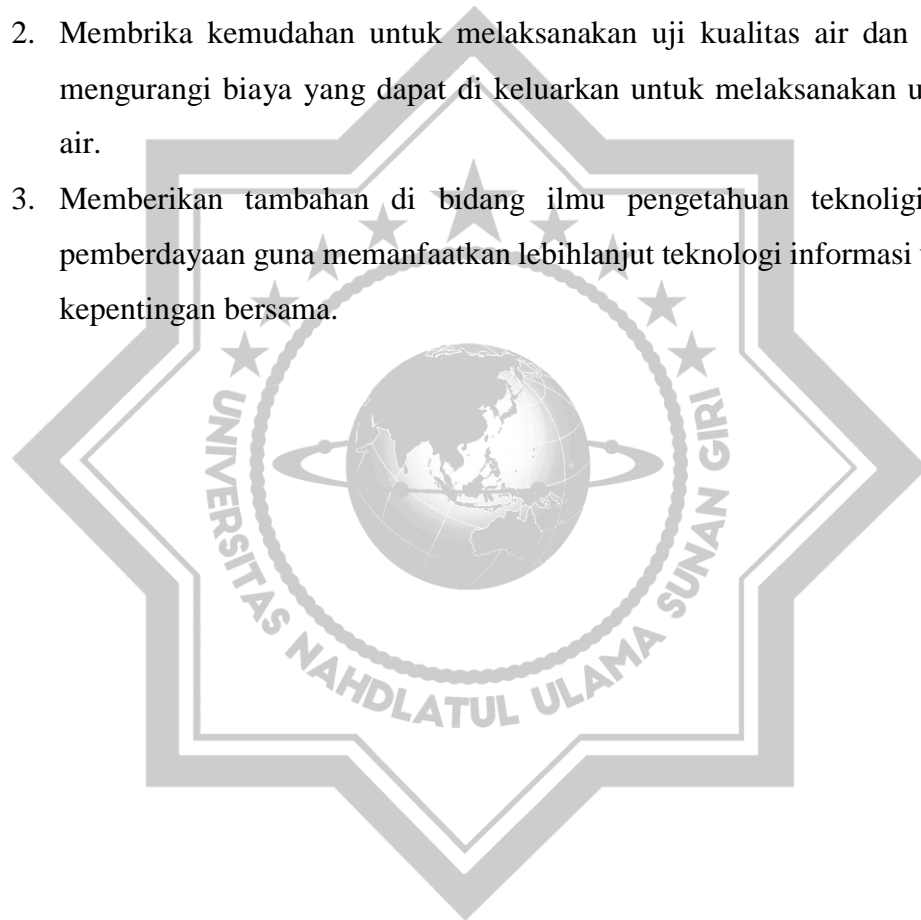 2. Membrika kemudahan untuk melaksanakan uji kualitas air dan
mengurangi biaya yang dapat di keluarkan untuk melaksanakan
air.
3. Memberikan tambahan di bidang ilmu pengetahuan teknoligi
pemberdayaan guna memanfaatkan lebihlanjut teknologi informasi
kepentingan bersama.
UNIVERSITAS NAHDLATUL ULAMA SUNAN GIRI